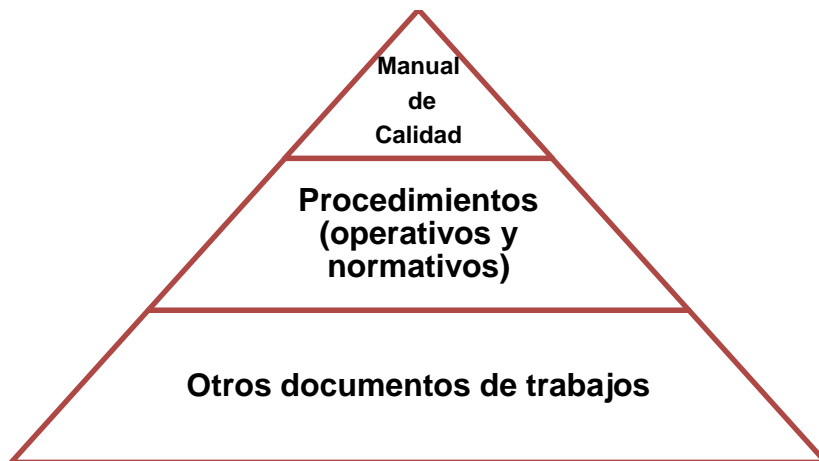 Manual
de
Calidad
Procedimientos
(operativos y
normativos)
Otros documentos de trabajos